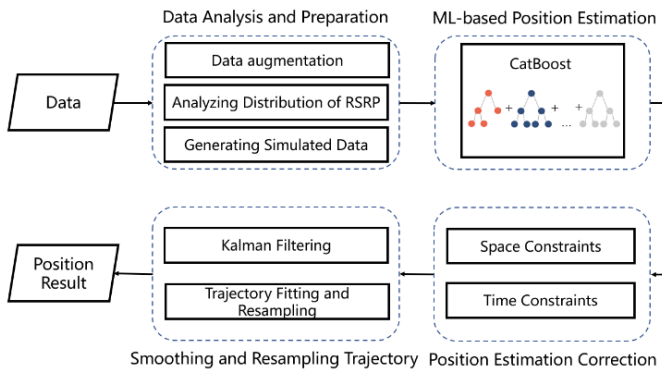 Data Analysis and Preparation
ML-based Position Estimation
Data
Data augmentation
Analyzing Distribution of RSRP
Generating Simulated Data
CatBoost
+ + ... +
Position
Result
Kalman Filtering
Trajectory Fitting and
Resampling
Space Constraints
Time Constraints
Smoothing and Resampling Trajectory
Position Estimation Correction